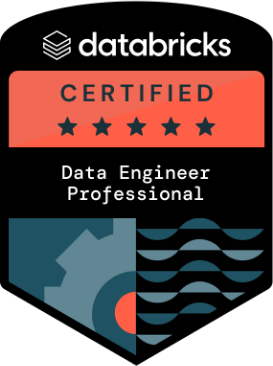 databricks
CERTIFIED
Data Engineer
Professional